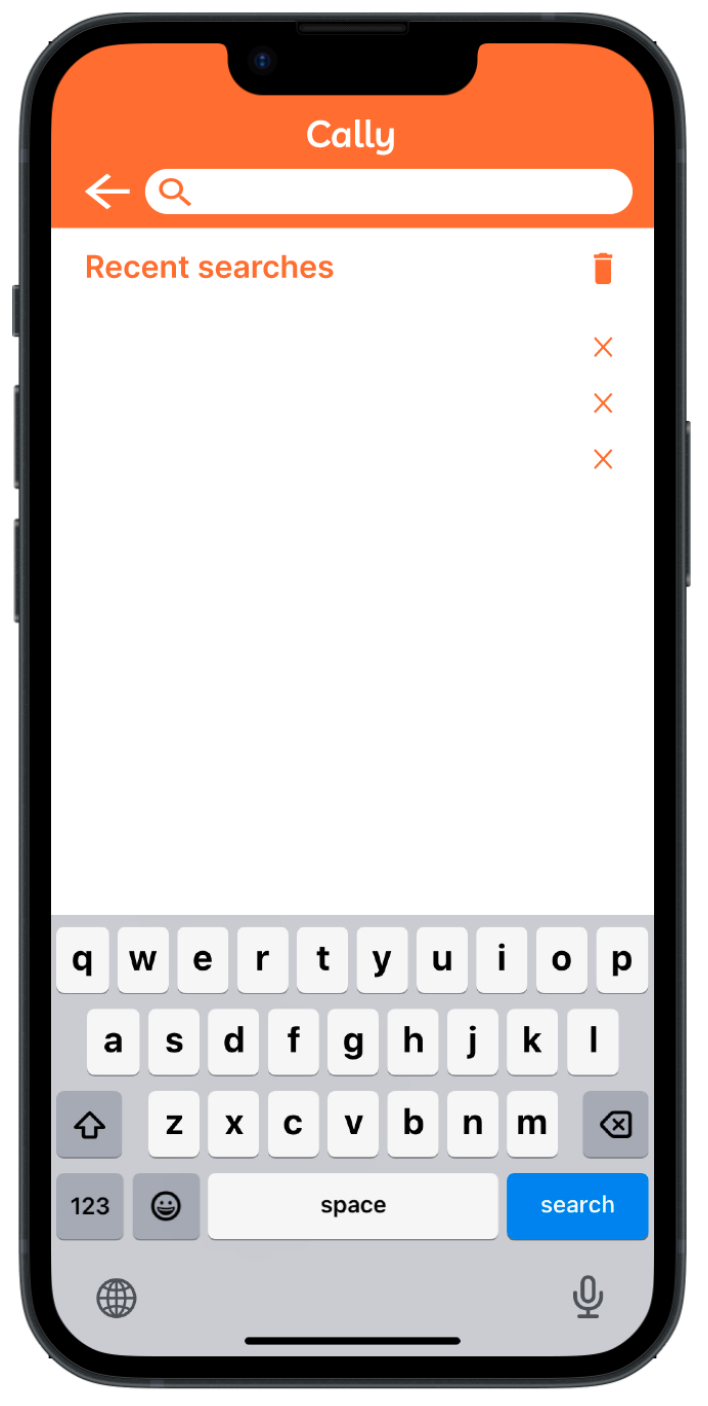 Cally
Recent searches
q w e r t y u i o p
a s d f g h j k l
z x c v b n m
123 space search